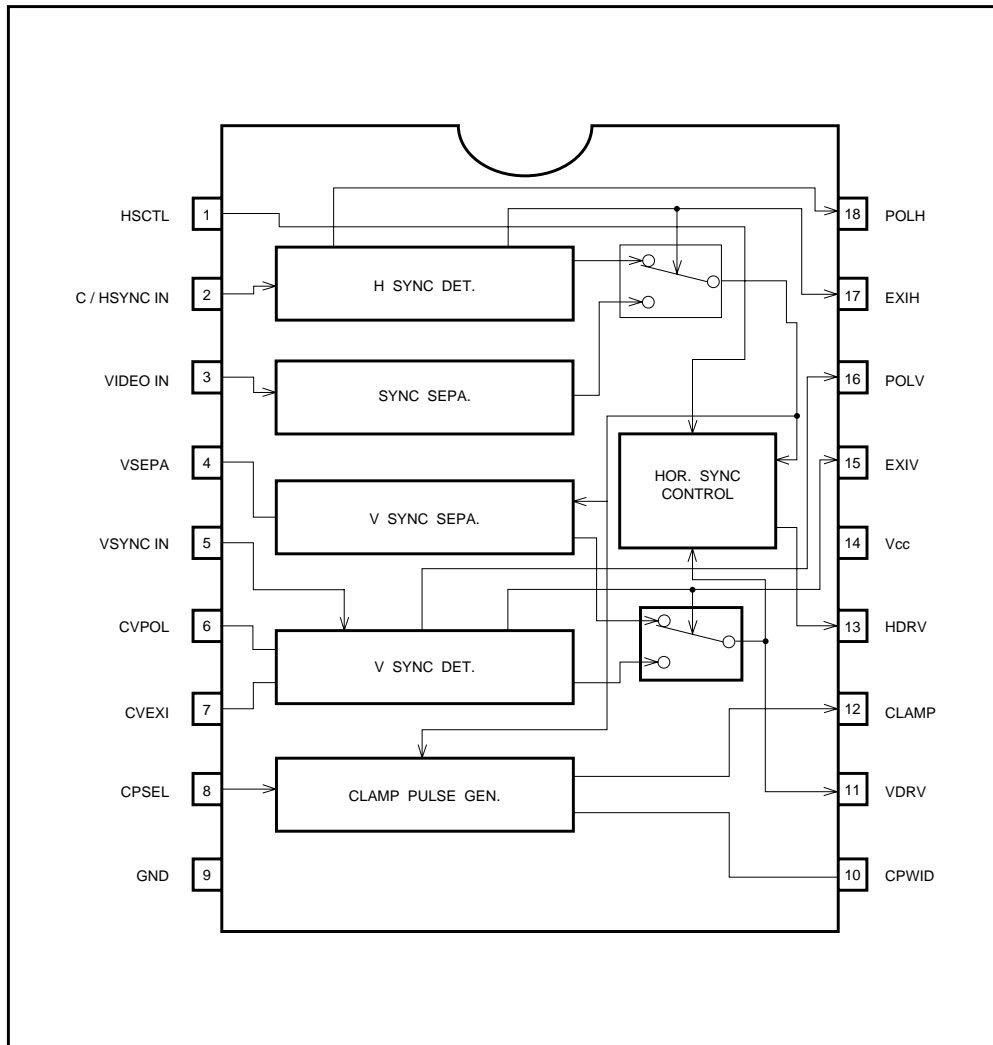 HSCTL
1
C / HSYNC IN
2
VIDEO IN
3
VSEPA
4
VSYNC IN
5
CVPOL
6
CVEXI
7
CPSEL
8
GND
9
H SYNC DET.
SYNC SEPA.
V SYNC SEPA.
V SYNC DET.
CLAMP PULSE GEN.
HOR. SYNC
CONTROL
18
POLH
17
EXIH
16
POLV
15
EXIV
14
Vcc
13
HDRV
12
CLAMP
11
VDRV
10
CPWID